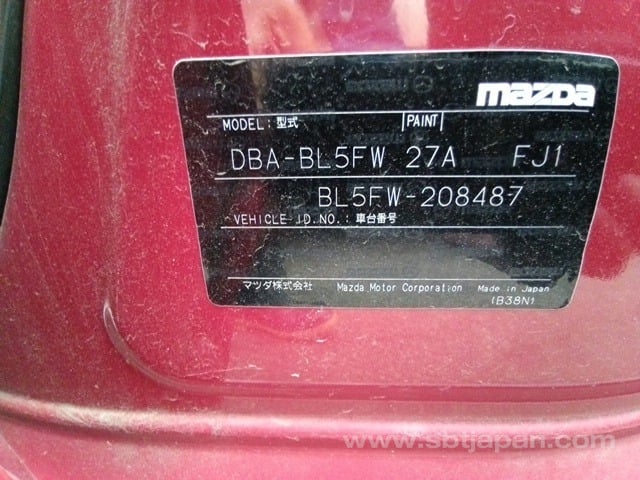 mazda
MODEL: 型式 PAINT
DBA-BL5FW 27A FJ1
BL5FW-208487
VEHICLE ID.NO.: 車台番号
マツダ株式会社 Mazda Motor Corporation Made in Japan
(B38N)
www.sbtjapan.com